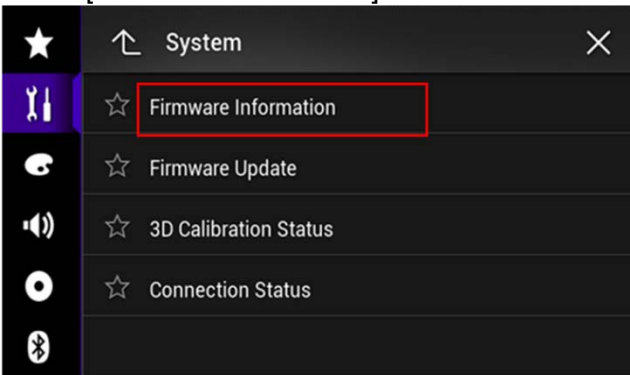 System
Firmware Information
Firmware Update
3D Calibration Status
Connection Status